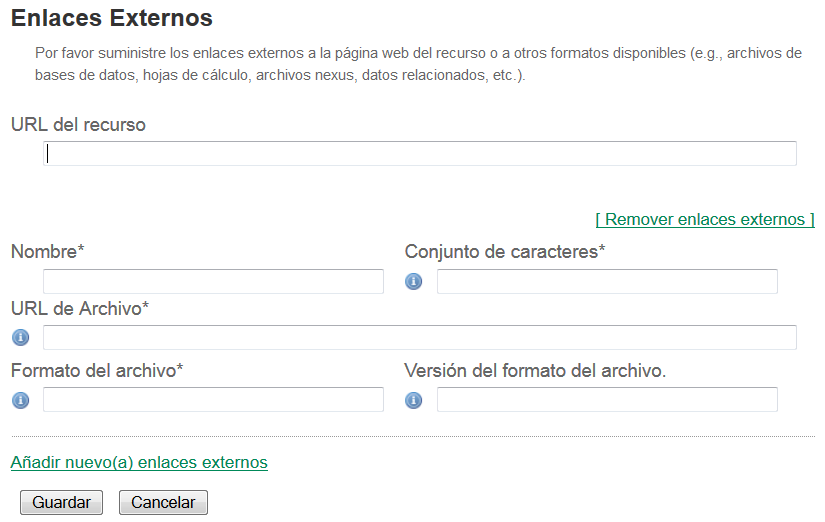 Enlaces Externos
Por favor suministre los enlaces externos a la página web del recurso o a otros formatos disponibles (e.g., archivos de
bases de datos, hojas de cálculo, archivos nexus, datos relacionados, etc.).
URL del recurso
[ Remover enlaces externos ]
Nombre*
Conjunto de caracteres*
URL de Archivo*
Formato del archivo*
Versión del formato del archivo.
Añadir nuevo(a) enlaces externos
Guardar
Cancelar